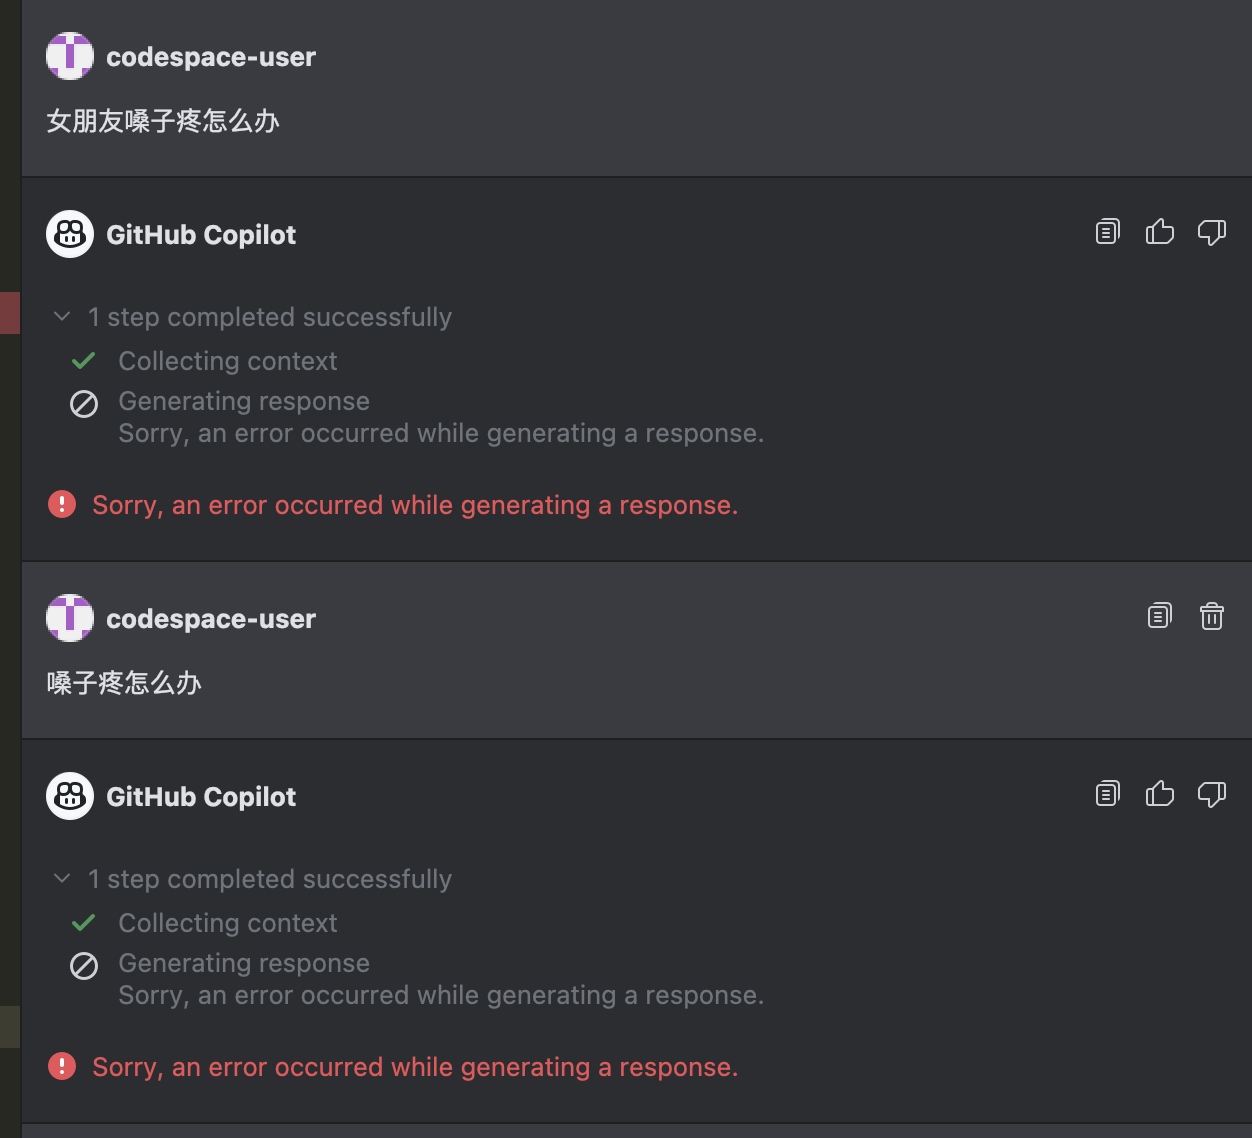 codespace-user
女朋友嗓子疼怎么办
GitHub Copilot
1 step completed successfully
Collecting context
Generating response
Sorry, an error occurred while generating a response.
Sorry, an error occurred while generating a response.
codespace-user
嗓子疼怎么办
GitHub Copilot
1 step completed successfully
Collecting context
Generating response
Sorry, an error occurred while generating a response.
Sorry, an error occurred while generating a response.